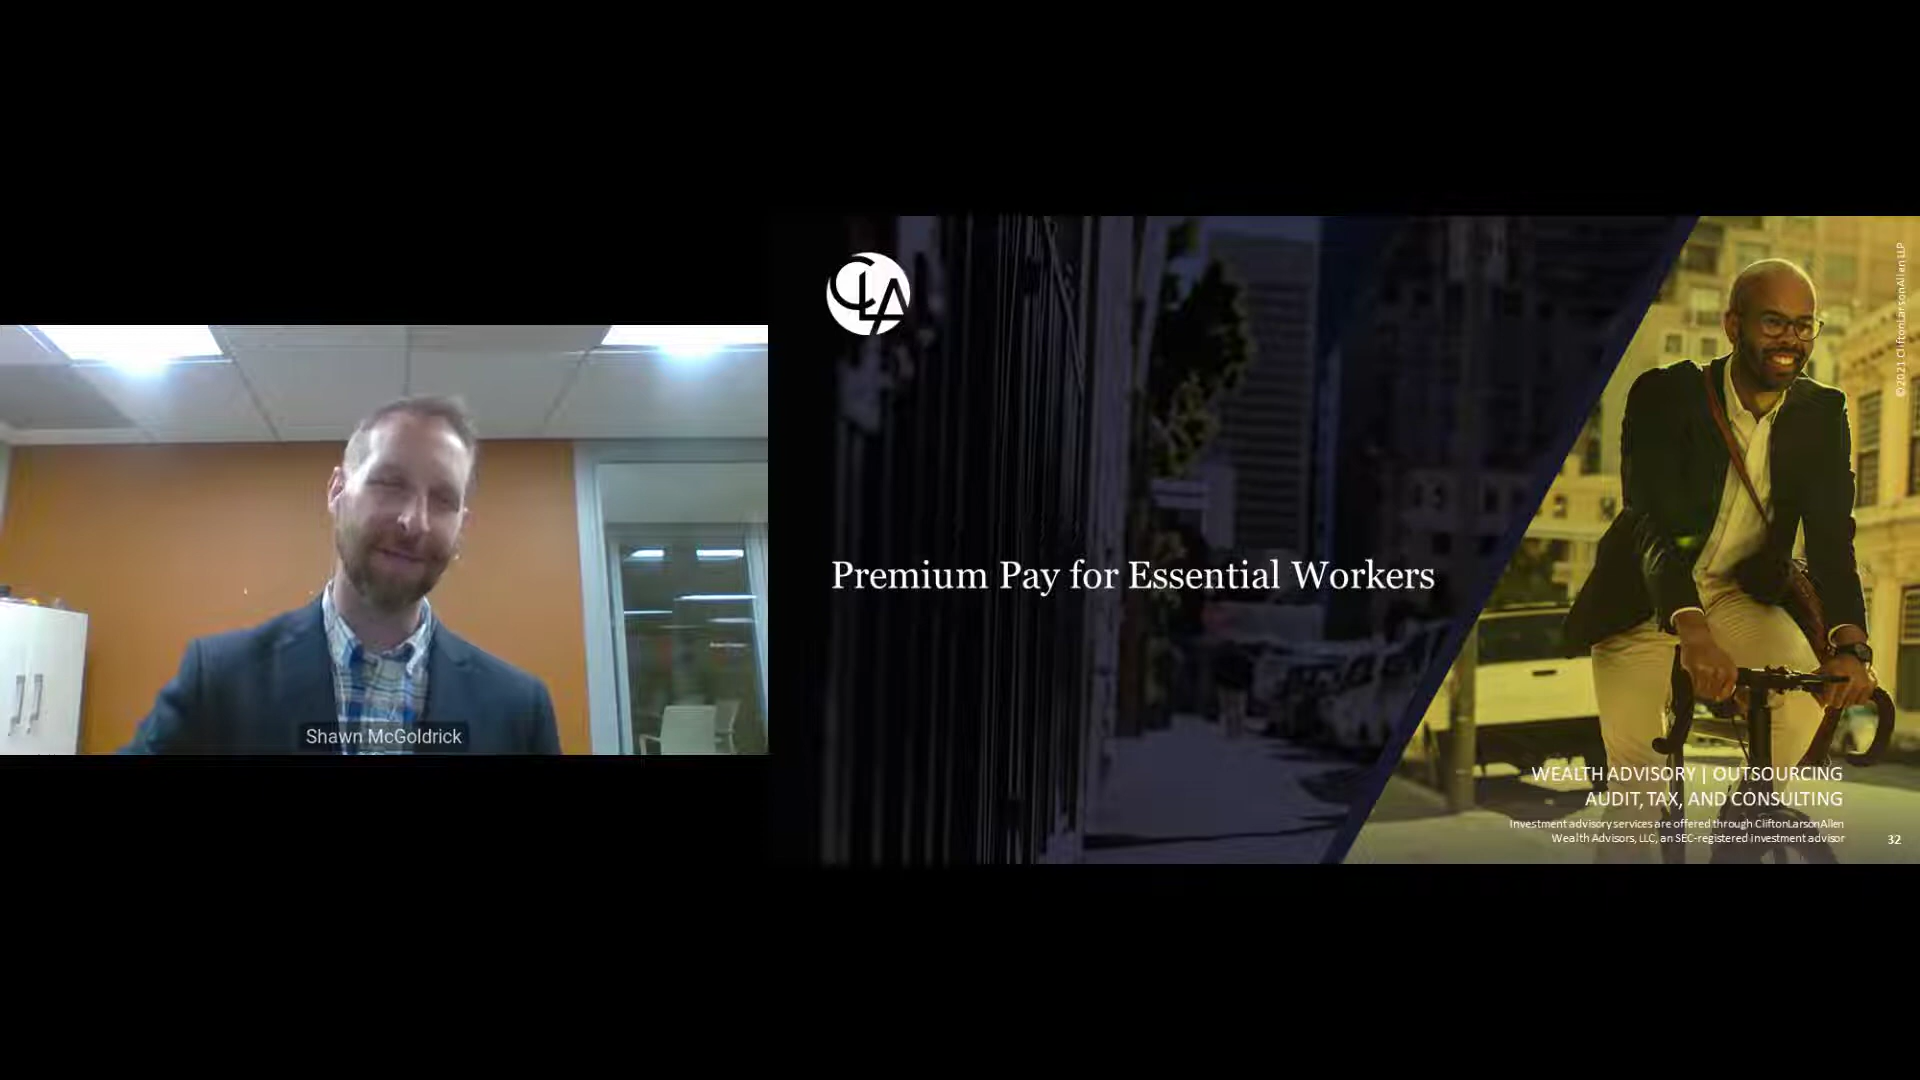 Shawn McGoldrick
CLA
Premium Pay for Essential Workers
©2021 CliftonLarsonAllen LLP
WEALTH ADVISORY | OUTSOURCING
AUDIT, TAX, AND CONSULTING
Investment advisory services are offered through CliftonLarsonAllen
Wealth Advisors, LLC, an SEC-registered investment advisor
32